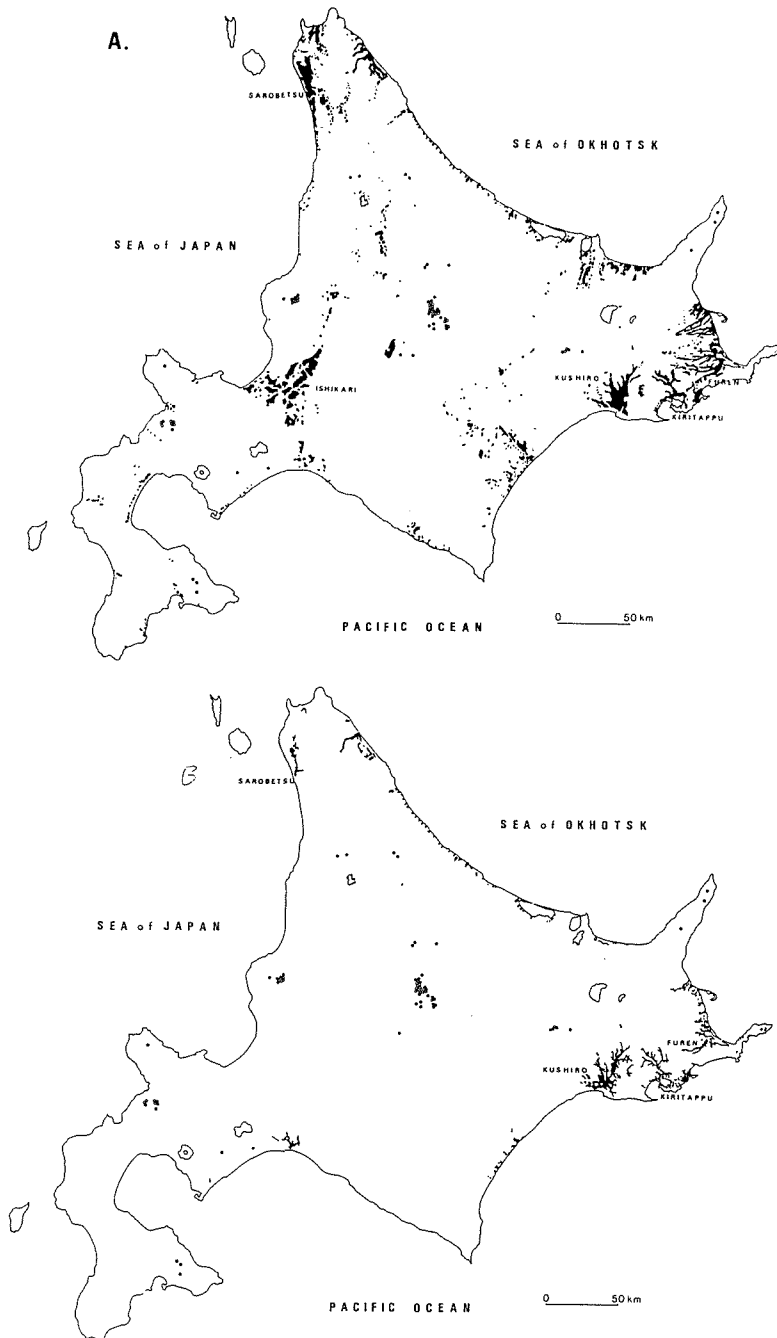 A.
SAROBETSU
SEA of OKHOTSK
SEA of JAPAN
ISHIKARI
KUSHIRO
FUREN
KIRITAPPU
PACIFIC OCEAN
0 50 km
SAROBETSU
SEA of OKHOTSK
SEA of JAPAN
FUREN
KUSHIRO
KIRITAPPU
PACIFIC OCEAN
0 50 km